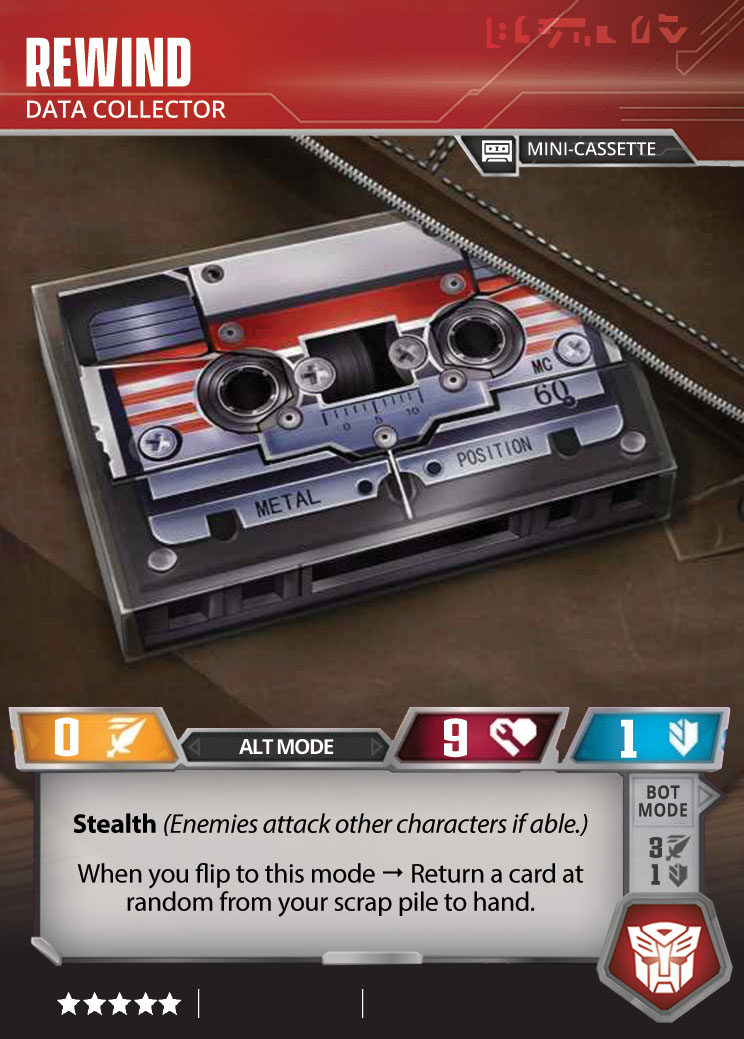 REWIND
DATA COLLECTOR
MINI-CASSETTE
MC
60
0 5 10
POSITION
METAL
0
ALT MODE
9
1
BOT
MODE
3
1
Stealth (Enemies attack other characters if able.)
When you flip to this mode → Return a card at
random from your scrap pile to hand.